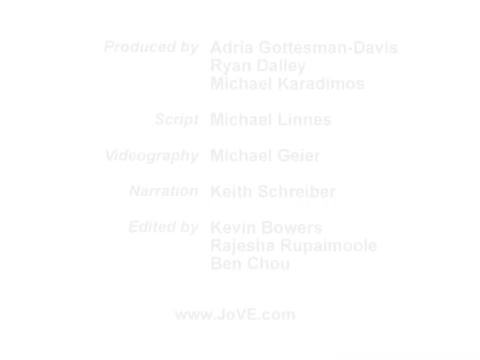 Produced by Adria Gottesman-Davis
Ryan Dalley
Michael Karadimos
Script Michael Linnes
Videography Michael Geier
Narration Keith Schreiber
Edited by Kevin Bowers
Rajesha Rupaimoole
Ben Chou
www.JoVE.com